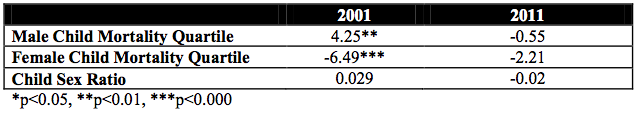 2001 2011
Male Child Mortality Quartile 4.25** -0.55
Female Child Mortality Quartile -6.49*** -2.21
Child Sex Ratio 0.029 -0.02
*p<0.05, **p<0.01, ***p<0.000